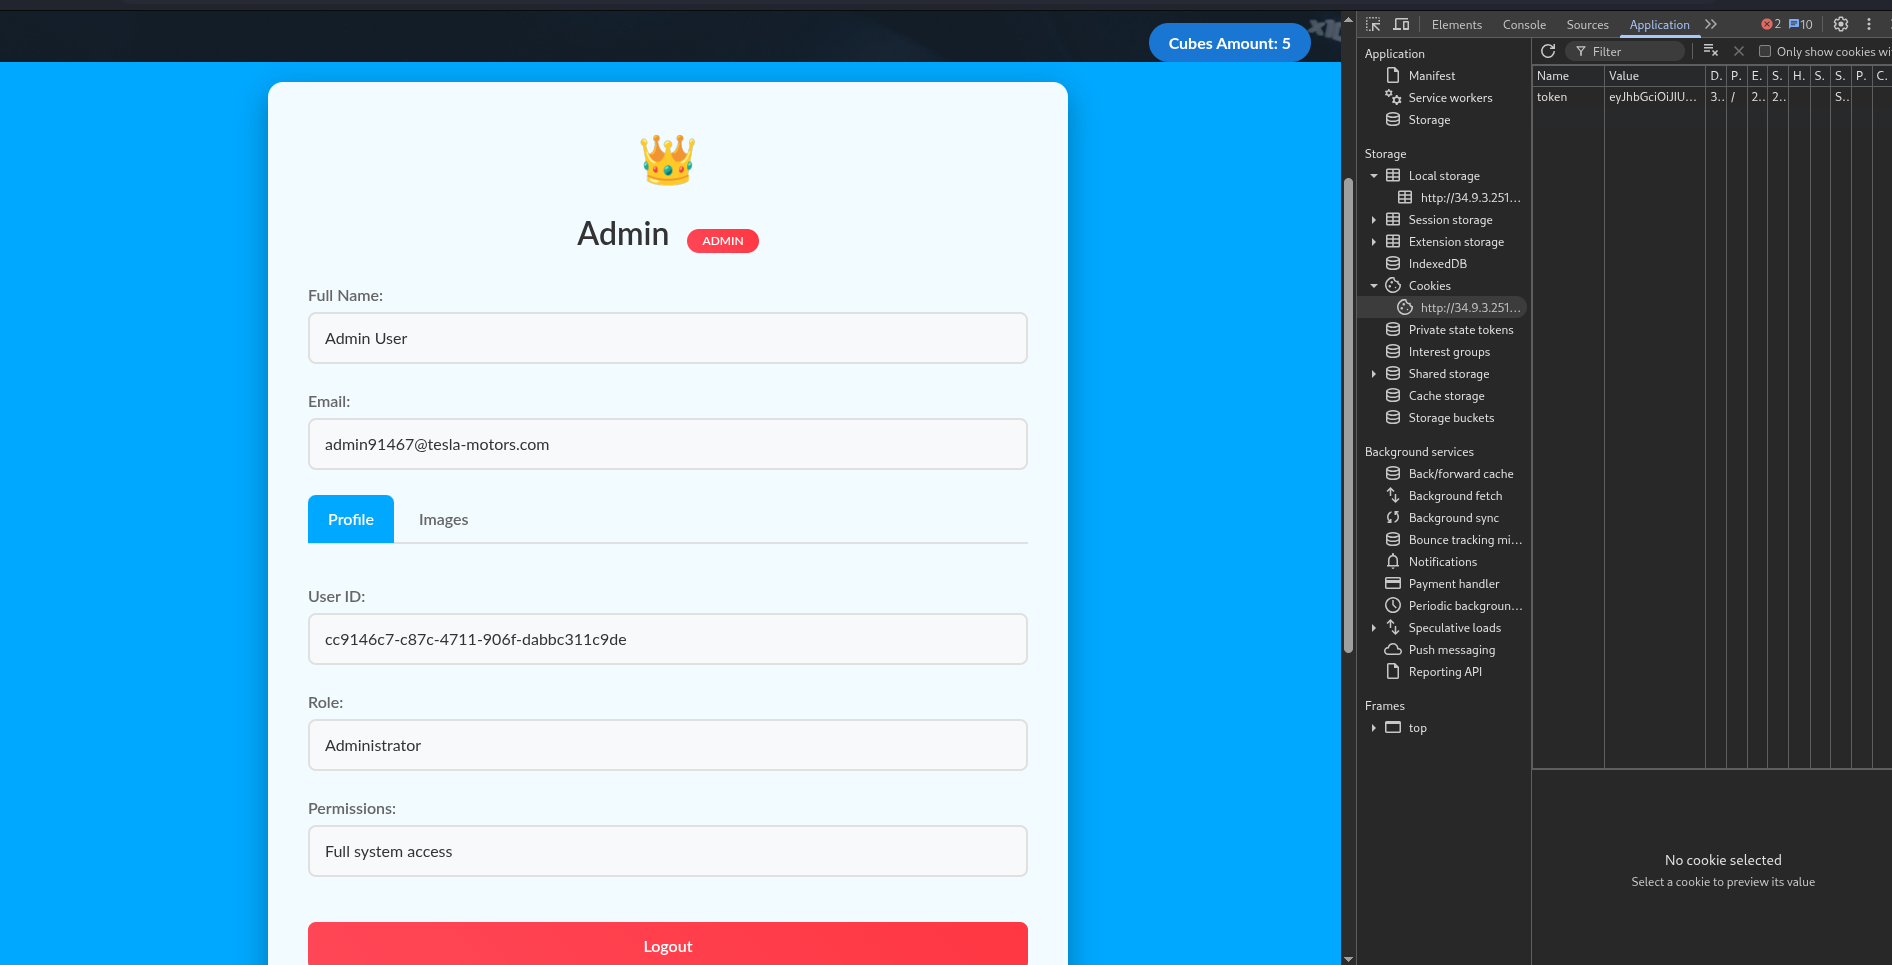 Cubes Amount: 5
Admin ADMIN
Full Name:
Admin User
Email:
admin91467@tesla-motors.com
Profile Images
User ID:
cc9146c7-c87c-4711-906f-dabbc311c9de
Role:
Administrator
Permissions:
Full system access
Logout
Elements Console Sources Application 2 10
Application
Manifest
Service workers
Storage
Storage
Local storage
http://34.9.3.251...
Session storage
Extension storage
IndexedDB
Cookies
http://34.9.3.251...
Private state tokens
Interest groups
Shared storage
Cache storage
Storage buckets
Background services
Back/forward cache
Background fetch
Background sync
Bounce tracking mi...
Notifications
Payment handler
Periodic backgroun...
Speculative loads
Push messaging
Reporting API
Frames
top
Filter Only show cookies wi
Name Value D. P. E. S. H. S. S. P. C.
token eyJhbGciOiJIU... 3.. / 2.. 2.. S..
No cookie selected
Select a cookie to preview its value